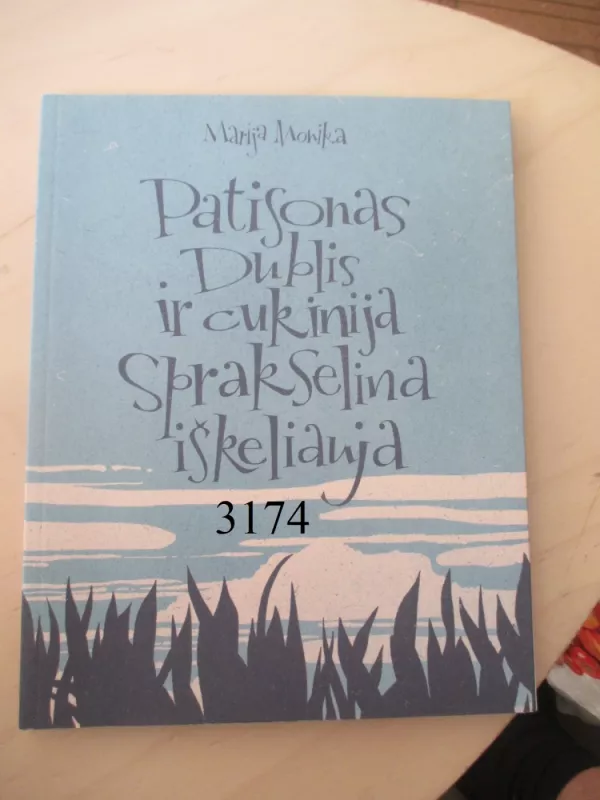 Marija Monika
Patisonas
Dublis
ir cukinija
Sprakselina
iškeliauja
3174